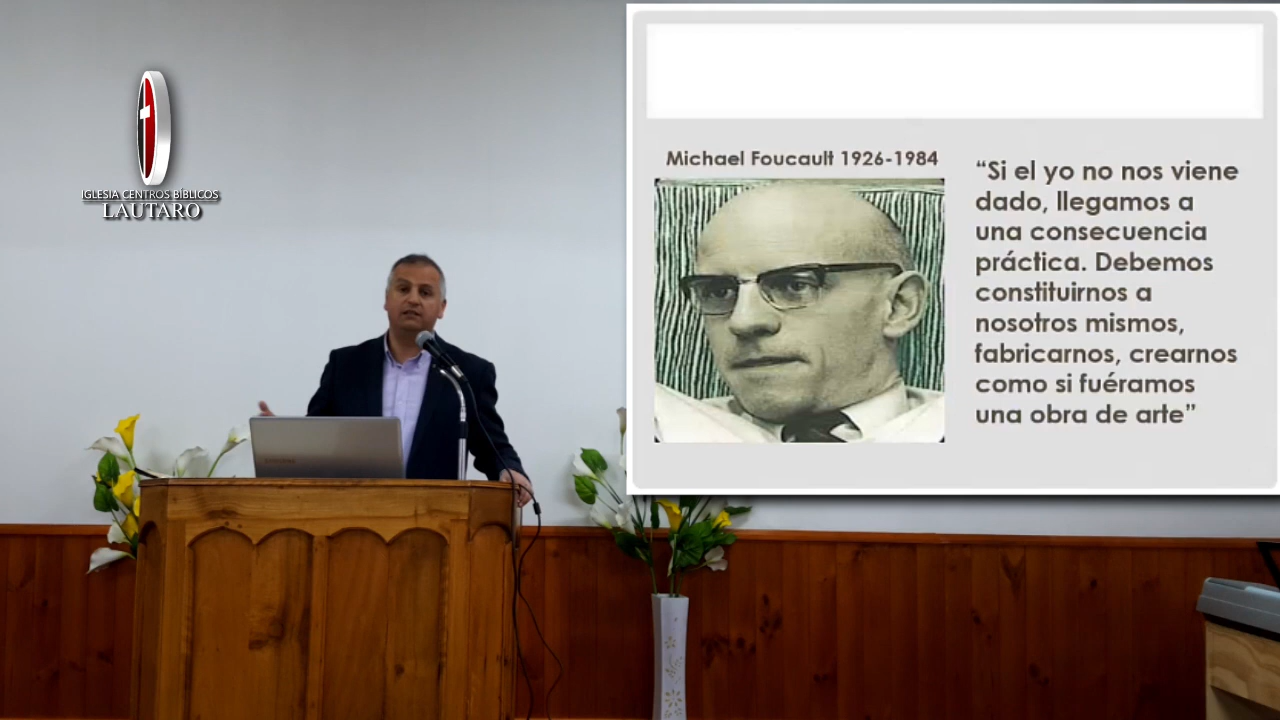 IGLESIA CENTROS BÍBLICOS
LAUTARO
Michael Foucault 1926-1984
“Si el yo no nos viene
dado, llegamos a
una consecuencia
práctica. Debemos
constituirnos a
nosotros mismos,
fabricarnos, crearnos
como si fuéramos
una obra de arte”